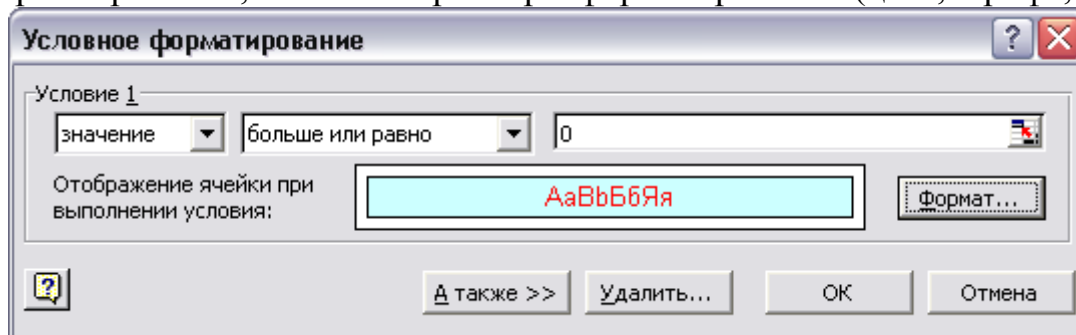 Условное форматирование
Условие 1
значение
больше или равно
0
Отображение ячейки при
выполнении условия:
АаВbБбЯя
Формат...
А также >>
Удалить...
ОК
Отмена